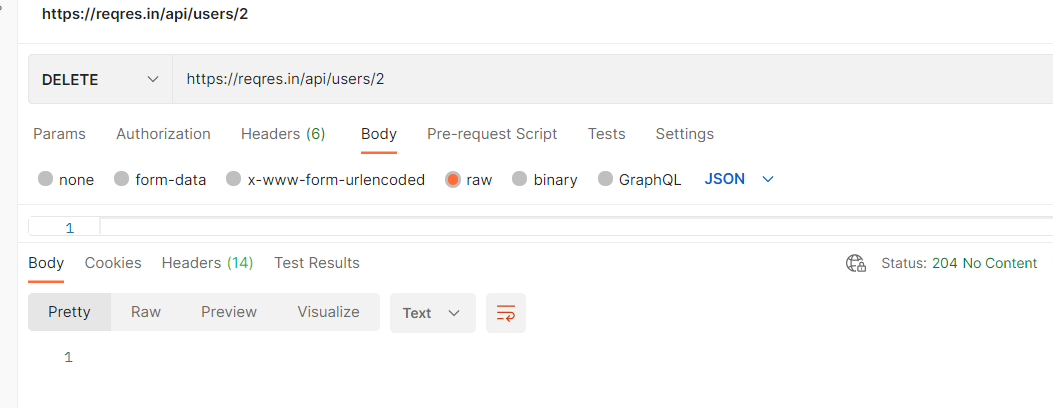 https://reqres.in/api/users/2
DELETE https://reqres.in/api/users/2
Params Authorization Headers (6) Body Pre-request Script Tests Settings
none form-data x-www-form-urlencoded raw binary GraphQL JSON
1
Body Cookies Headers (14) Test Results Status: 204 No Content
Pretty Raw Preview Visualize Text
1